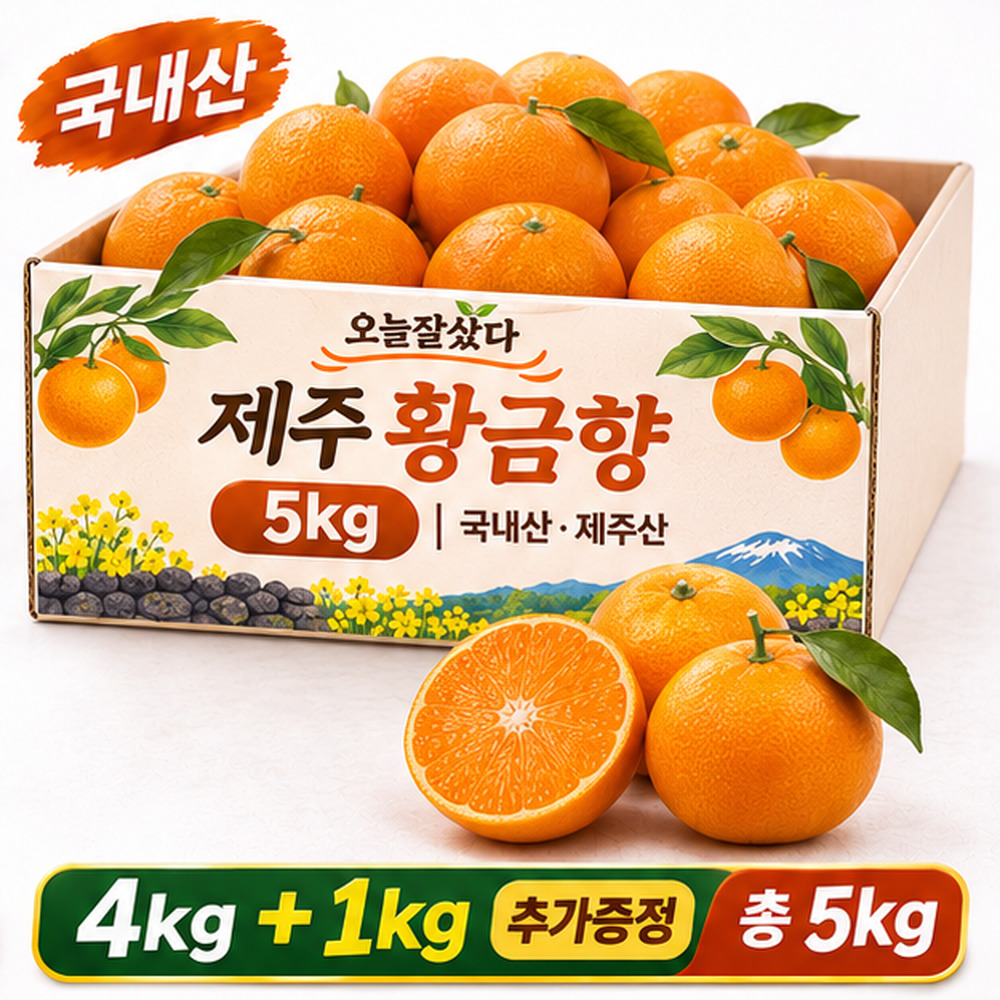 국내산
오늘잘샀다
제주 황금향
5kg | 국내산 · 제주산
4kg + 1kg 추가증정 총 5kg